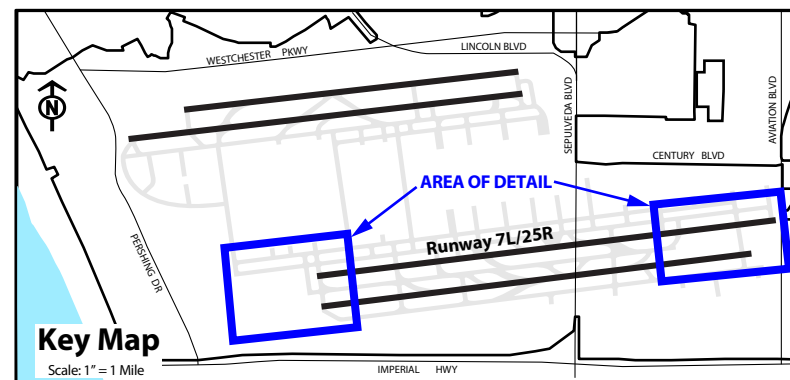 WESTCHESTER PKWY
LINCOLN BLVD
N
SEPULVEDA BLVD
AVIATION BLVD
CENTURY BLVD
AREA OF DETAIL
Runway 7L/25R
PERSHING DR
Key Map
Scale: 1" = 1 Mile
IMPERIAL HWY